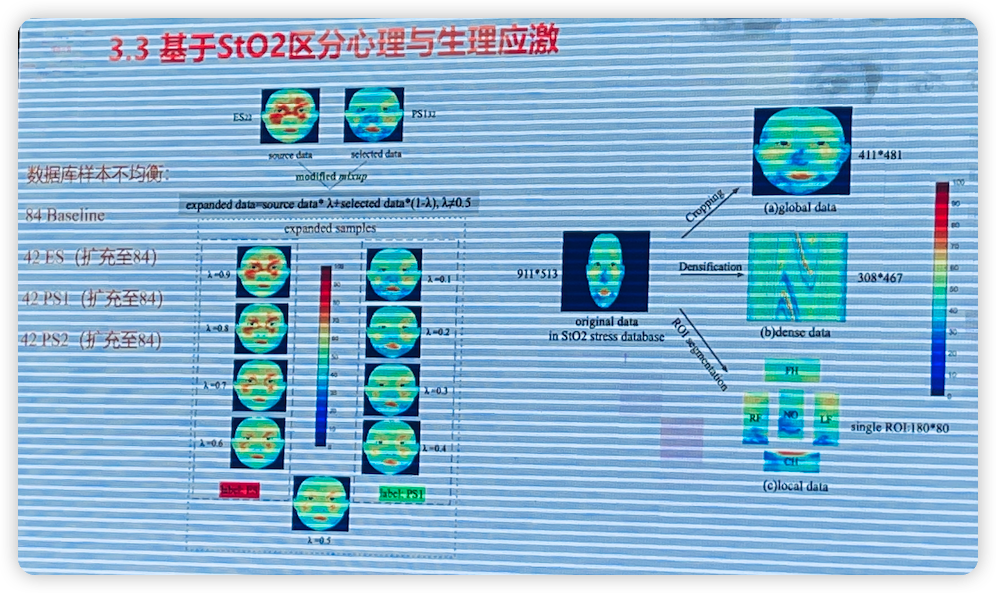 3.3 基于StO2区分心理与生理应激
ES22
PS132
source data
selected data
modified mixup
expanded data=source data* λ+selected data*(1-λ), λ≠0.5
expanded samples
数据库样本不均衡:
84 Baseline
42 ES（扩充至84）
42 PS1（扩充至84）
42 PS2（扩充至84）
λ=0.9
λ=0.1
λ=0.8
λ=0.2
λ=0.7
λ=0.3
λ=0.6
λ=0.4
label: ES
label: PS1
λ=0.5
911*513
original data
in StO2 stress database
Cropping
Densification
ROI segmentation
411*481
(a)global data
308*467
(b)dense data
FH
RF
NO
LF
CH
single ROI:180*80
(c)local data
100
90
80
70
60
50
40
30
20
10
0